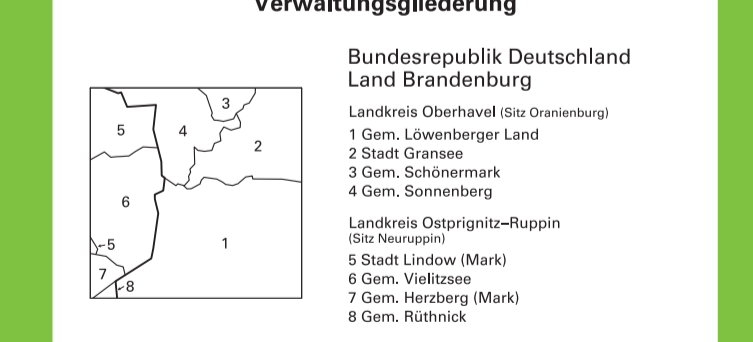 Verwaltungsgliederung
Bundesrepublik Deutschland
Land Brandenburg
Landkreis Oberhavel (Sitz Oranienburg)
1 Gem. Löwenberger Land
2 Stadt Gransee
3 Gem. Schönermark
4 Gem. Sonnenberg
Landkreis Ostprignitz–Ruppin
(Sitz Neuruppin)
5 Stadt Lindow (Mark)
6 Gem. Vielitzsee
7 Gem. Herzberg (Mark)
8 Gem. Rüthnick
3
5
4
2
6
1
5
7
8